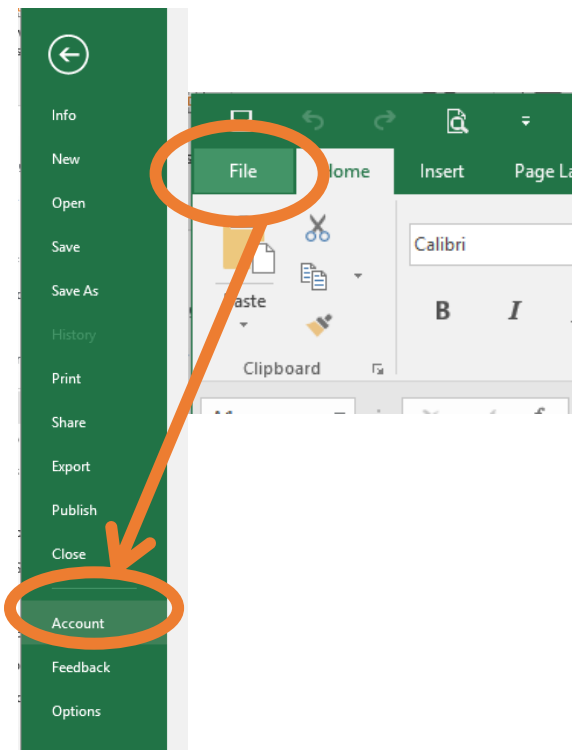 Info
New
Open
Save
Save As
History
Print
Share
Export
Publish
Close
Account
Feedback
Options
File Home Insert Page La
Calibri
Paste
B I
Clipboard